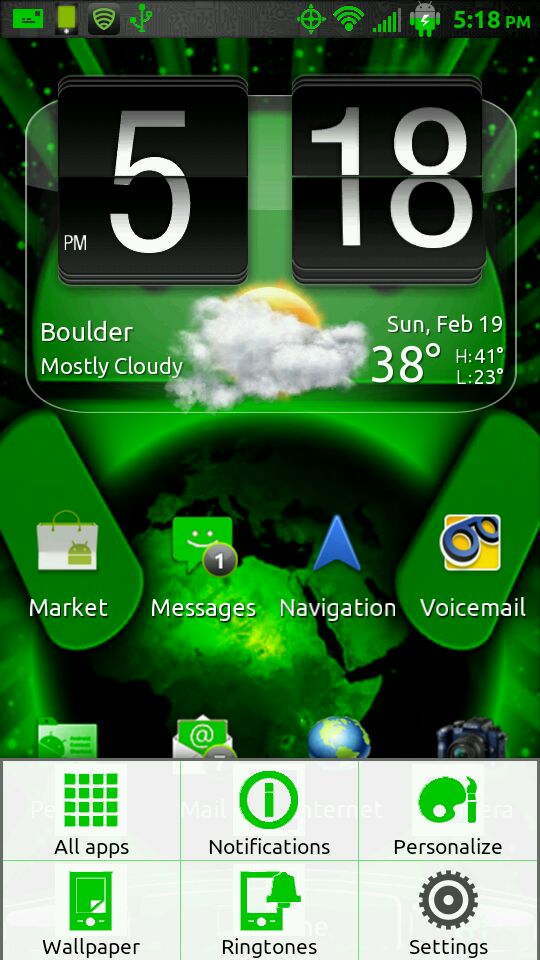 5:18 PM
5 18
PM
Boulder
Sun, Feb 19
Mostly Cloudy
38° H:41°
L:23°
Market Messages Navigation Voicemail
1
@
All apps Notifications Personalize
Wallpaper Ringtones Settings